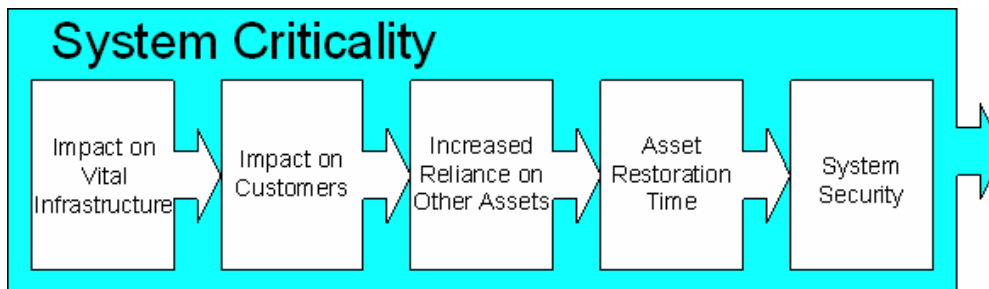 System Criticality
Impact on
Vital
Infrastructure
Impact on
Customers
Increased
Reliance on
Other Assets
Asset
Restoration
Time
System
Security